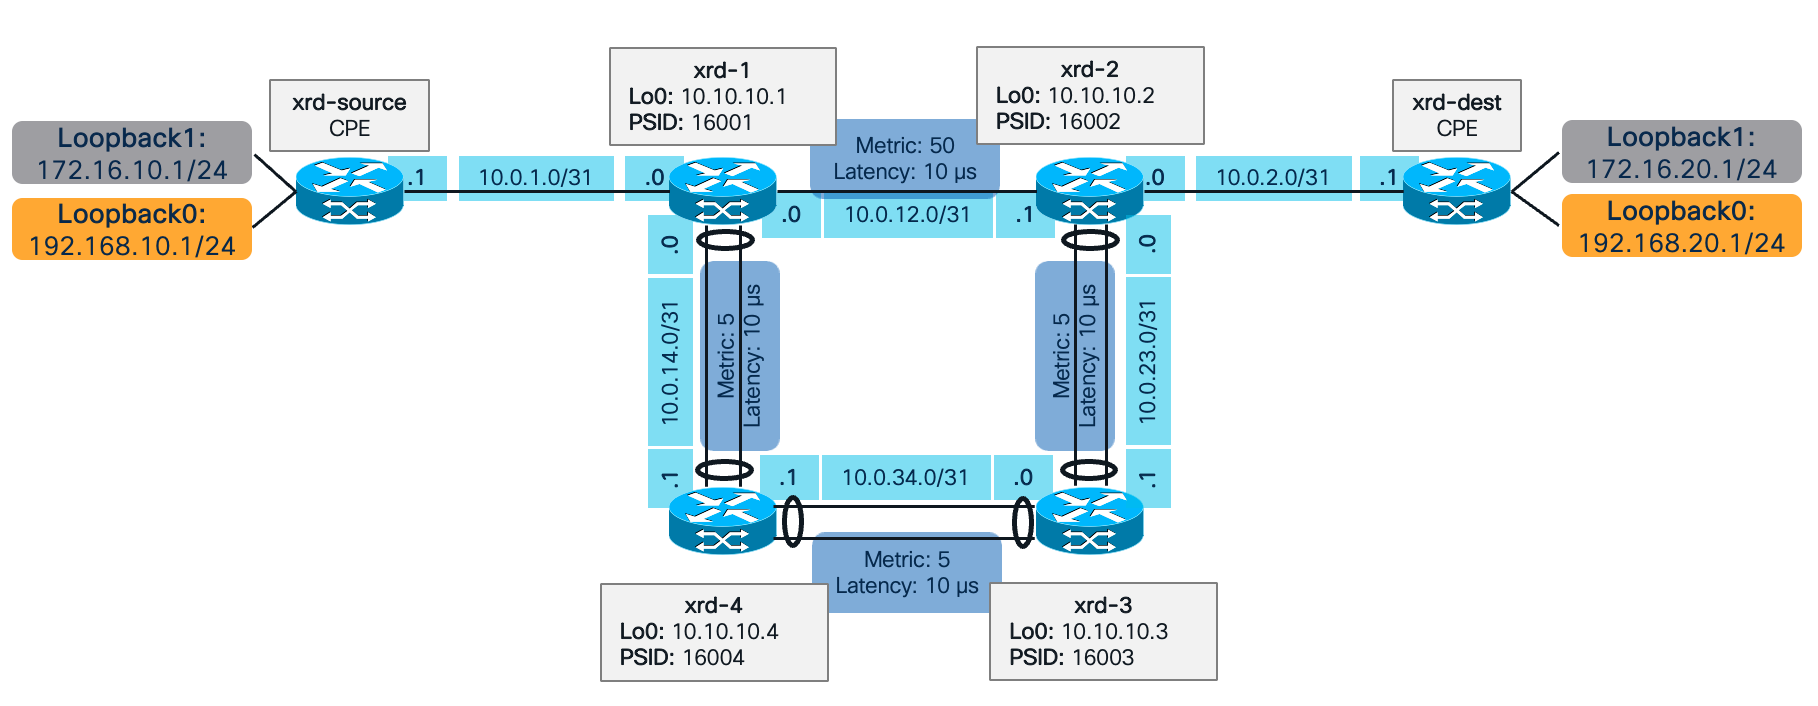 xrd-source
CPE
Loopback1:
172.16.10.1/24
Loopback0:
192.168.10.1/24
.1
10.0.1.0/31
.0
xrd-1
Lo0: 10.10.10.1
PSID: 16001
Metric: 50
Latency: 10 µs
.0
10.0.12.0/31
.1
xrd-2
Lo0: 10.10.10.2
PSID: 16002
.0
10.0.2.0/31
.1
xrd-dest
CPE
Loopback1:
172.16.20.1/24
Loopback0:
192.168.20.1/24
.0
10.0.14.0/31
.1
Metric: 5
Latency: 10 µs
Metric: 5
Latency: 10 µs
.0
10.0.23.0/31
.1
.1
10.0.34.0/31
.0
Metric: 5
Latency: 10 µs
xrd-4
Lo0: 10.10.10.4
PSID: 16004
xrd-3
Lo0: 10.10.10.3
PSID: 16003